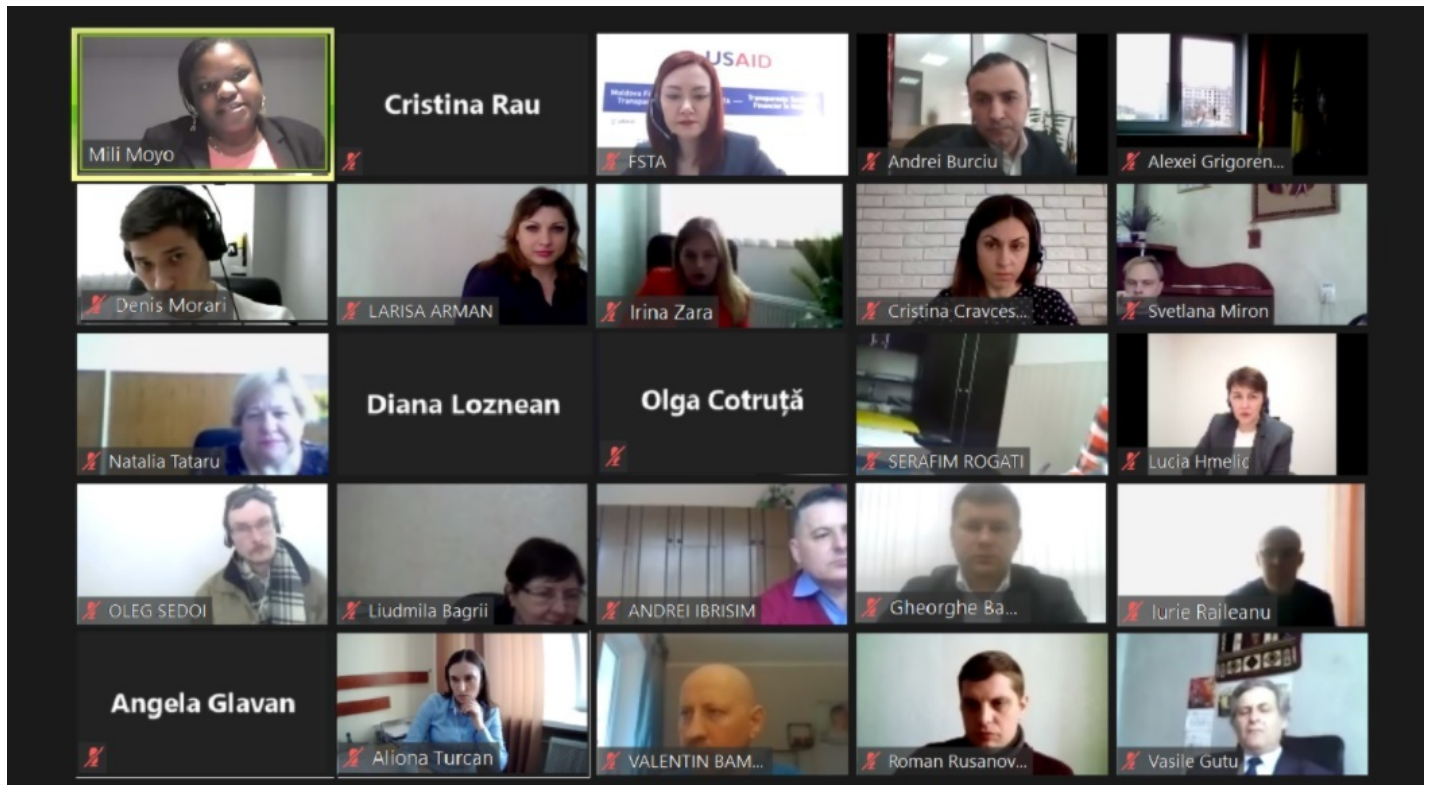 Mili Moyo
Cristina Rau
USAID
FSTA
Andrei Burciu
Alexei Grigoren...
Denis Morari
LARISA ARMAN
Irina Zara
Cristina Cravces...
Svetlana Miron
Natalia Tataru
Diana Loznean
Olga Cotruță
SERAFIM ROGATI
Lucia Hmelic
OLEG SEDOI
Liudmila Bagrii
ANDREI IBRISIM
Gheorghe Ba...
Iurie Raileanu
Angela Glavan
Aliona Turcan
VALENTIN BAM...
Roman Rusanov...
Vasile Gutu